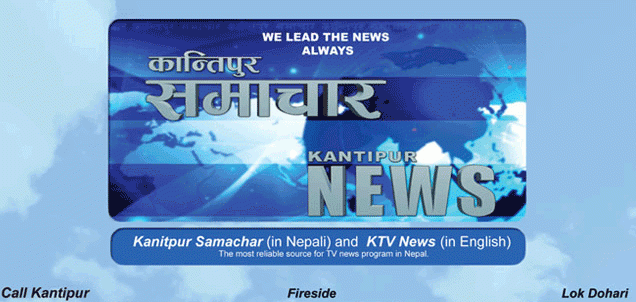 WE LEAD THE NEWS
ALWAYS
कान्तिपुर
समाचार
KANTIPUR
NEWS
Kanitpur Samachar (in Nepali) and KTV News (in English)
The most reliable source for TV news program in Nepal.
Call Kantipur Fireside Lok Dohari